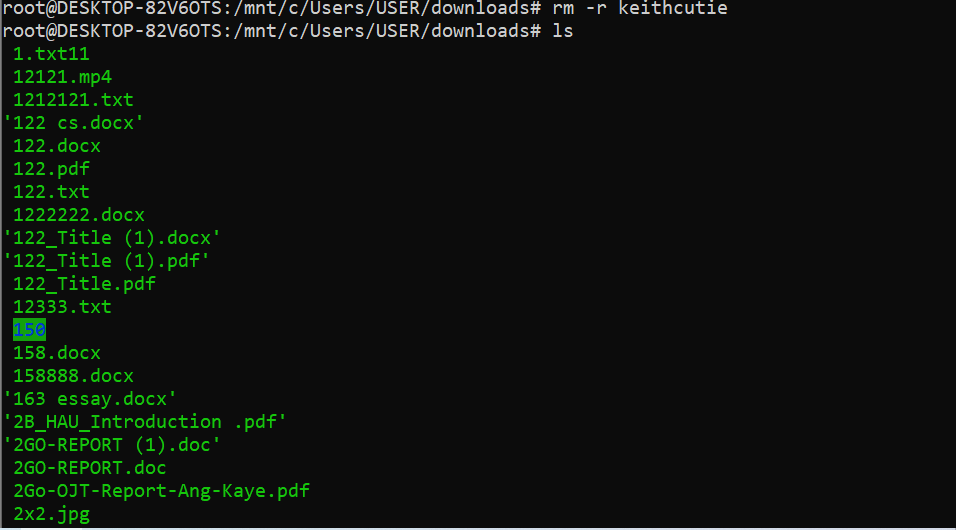 root@DESKTOP-82V6OTS:/mnt/c/Users/USER/downloads# rm -r keithcutie
root@DESKTOP-82V6OTS:/mnt/c/Users/USER/downloads# ls
1.txt11
12121.mp4
1212121.txt
'122 cs.docx'
122.docx
122.pdf
122.txt
1222222.docx
'122_Title (1).docx'
'122_Title (1).pdf'
122_Title.pdf
12333.txt
150
158.docx
158888.docx
'163 essay.docx'
'2B_HAU_Introduction .pdf'
'2GO-REPORT (1).doc'
2GO-REPORT.doc
2Go-OJT-Report-Ang-Kaye.pdf
2x2.jpg